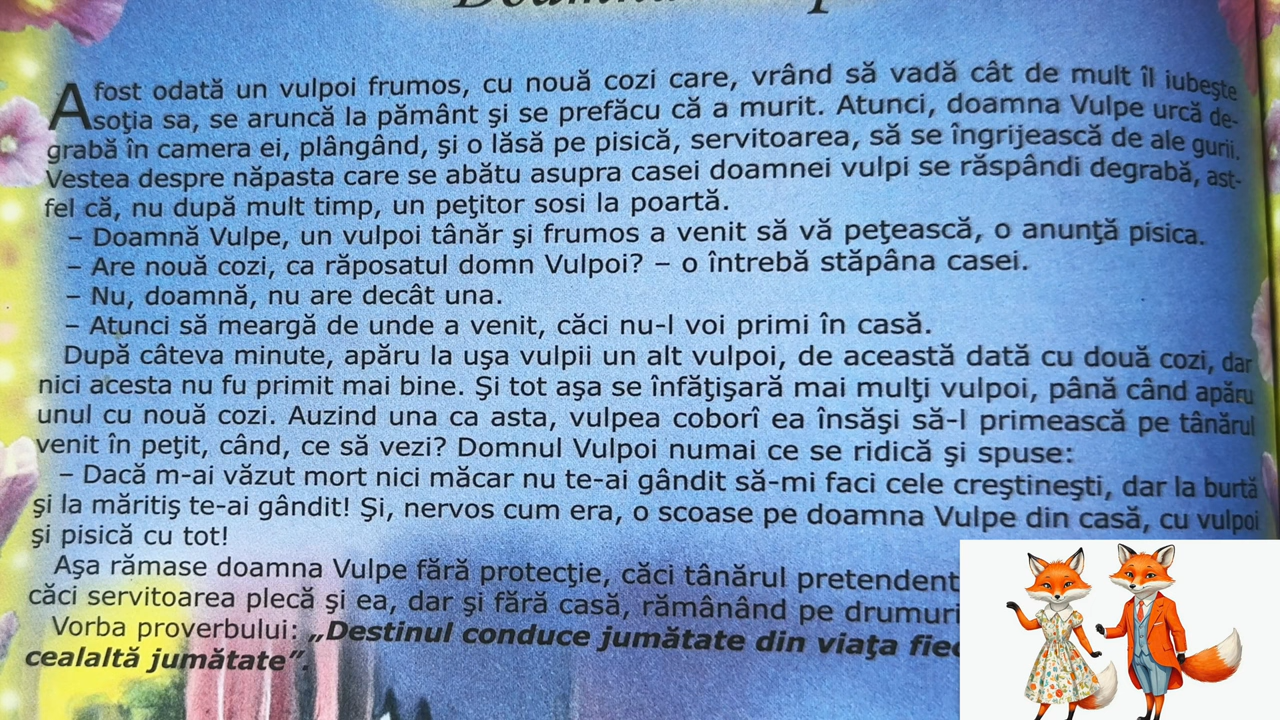 A fost odată un vulpoi frumos, cu nouă cozi care, vrând să vadă cât de mult îl iubeşte
soţia sa, se aruncă la pământ şi se prefăcu că a murit. Atunci, doamna Vulpe urcă de-
grabă în camera ei, plângând, şi o lăsă pe pisică, servitoarea, să se îngrijească de ale gurii.
Vestea despre năpasta care se abătu asupra casei doamnei vulpi se răspândi degrabă, ast-
fel că, nu după mult timp, un peţitor sosi la poartă.
– Doamnă Vulpe, un vulpoi tânăr şi frumos a venit să vă peţească, o anunţă pisica.
– Are nouă cozi, ca răposatul domn Vulpoi? – o întrebă stăpâna casei.
– Nu, doamnă, nu are decât una.
– Atunci să meargă de unde a venit, căci nu-l voi primi în casă.
După câteva minute, apăru la uşa vulpii un alt vulpoi, de această dată cu două cozi, dar
nici acesta nu fu primit mai bine. Şi tot aşa se înfăţişară mai mulţi vulpoi, până când apăru
unul cu nouă cozi. Auzind una ca asta, vulpea coborî ea însăşi să-l primească pe tânărul
venit în peţit, când, ce să vezi? Domnul Vulpoi numai ce se ridică şi spuse:
– Dacă m-ai văzut mort nici măcar nu te-ai gândit să-mi faci cele creştineşti, dar la burtă
şi la măritiş te-ai gândit! Şi, nervos cum era, o scoase pe doamna Vulpe din casă, cu vulpoi
şi pisică cu tot!
Aşa rămase doamna Vulpe fără protecţie, căci tânărul pretendent
căci servitoarea plecă şi ea, dar şi fără casă, rămânând pe drumuri
Vorba proverbului: „Destinul conduce jumătate din viaţa
cealaltă jumătate”.